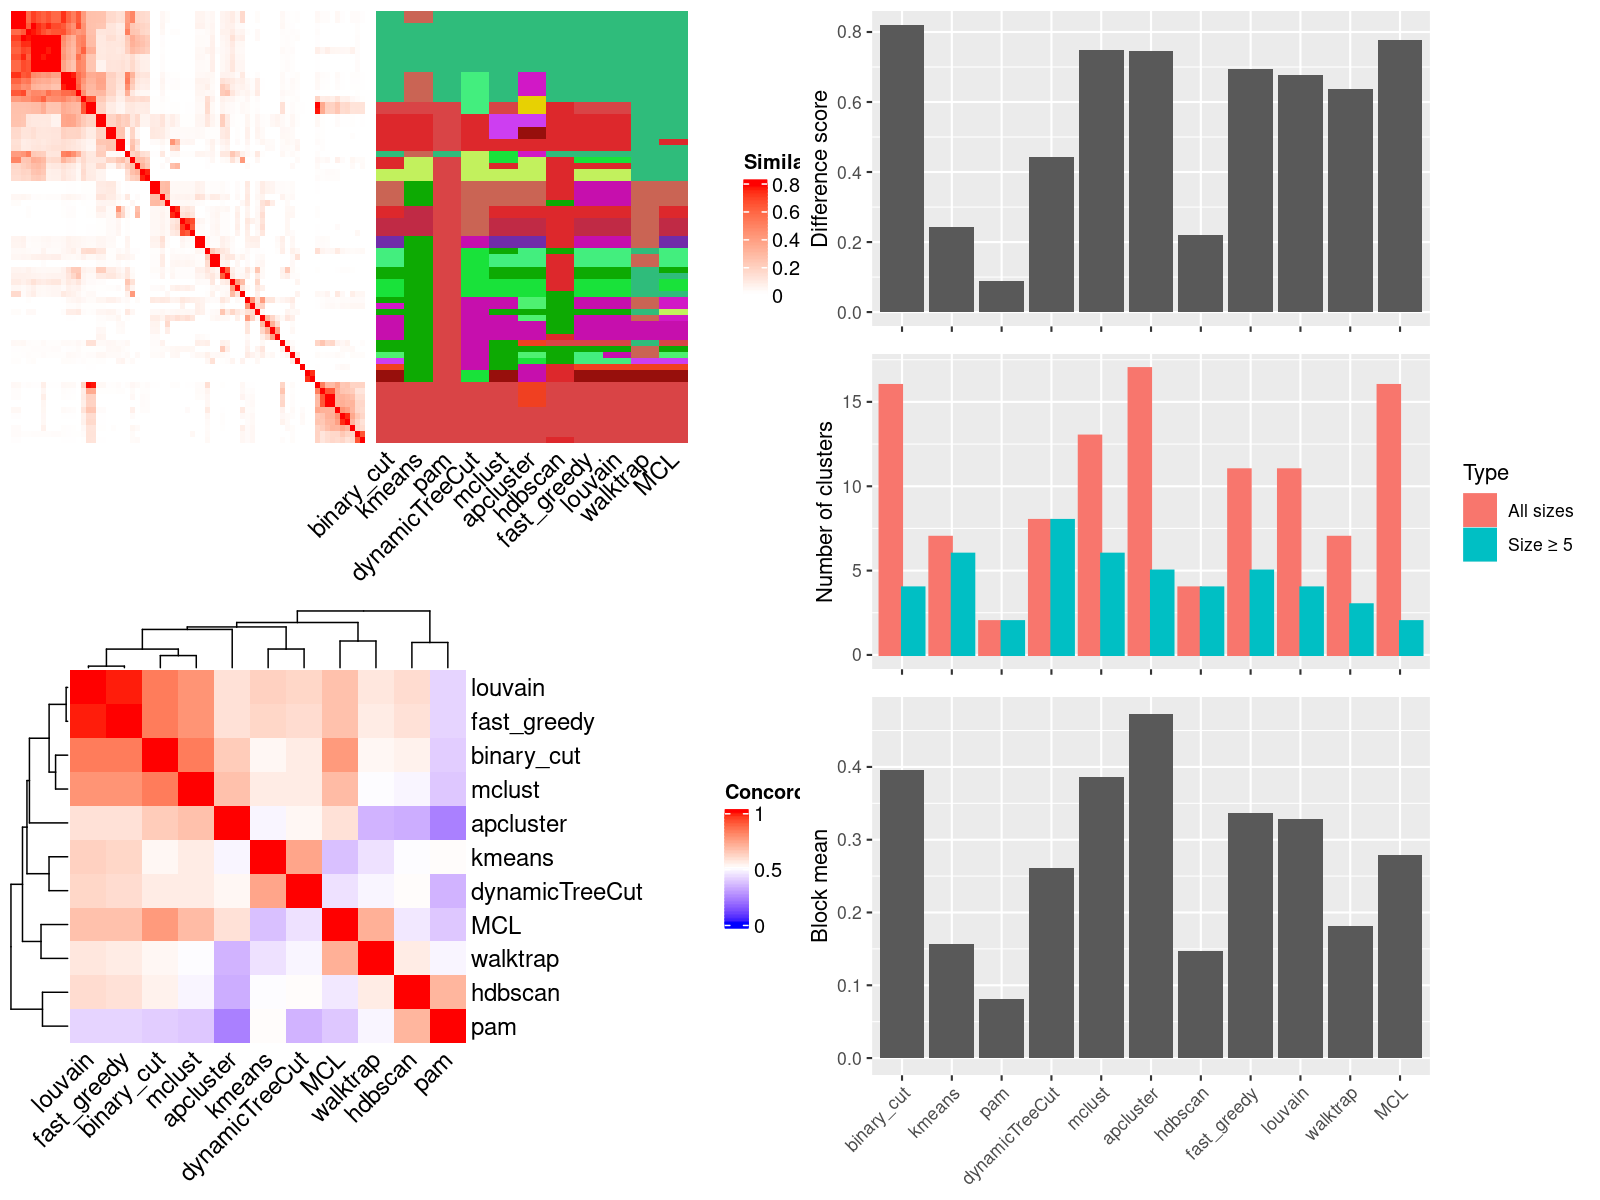 Simila
0.8
0.6
0.4
0.2
0
binary_cut
kmeans
pam
dynamicTreeCut
mclust
apcluster
hdbscan
fast_greedy
louvain
walktrap
MCL
louvain
fast_greedy
binary_cut
mclust
apcluster
kmeans
dynamicTreeCut
MCL
walktrap
hdbscan
pam
louvain
fast_greedy
binary_cut
mclust
apcluster
kmeans
dynamicTreeCut
MCL
walktrap
hdbscan
pam
Concord
1
0.5
0
Difference score
0.8
0.6
0.4
0.2
0.0
Number of clusters
15
10
5
0
Type
All sizes
Size ≥ 5
Block mean
0.4
0.3
0.2
0.1
0.0
binary_cut
kmeans
pam
dynamicTreeCut
mclust
apcluster
hdbscan
fast_greedy
louvain
walktrap
MCL